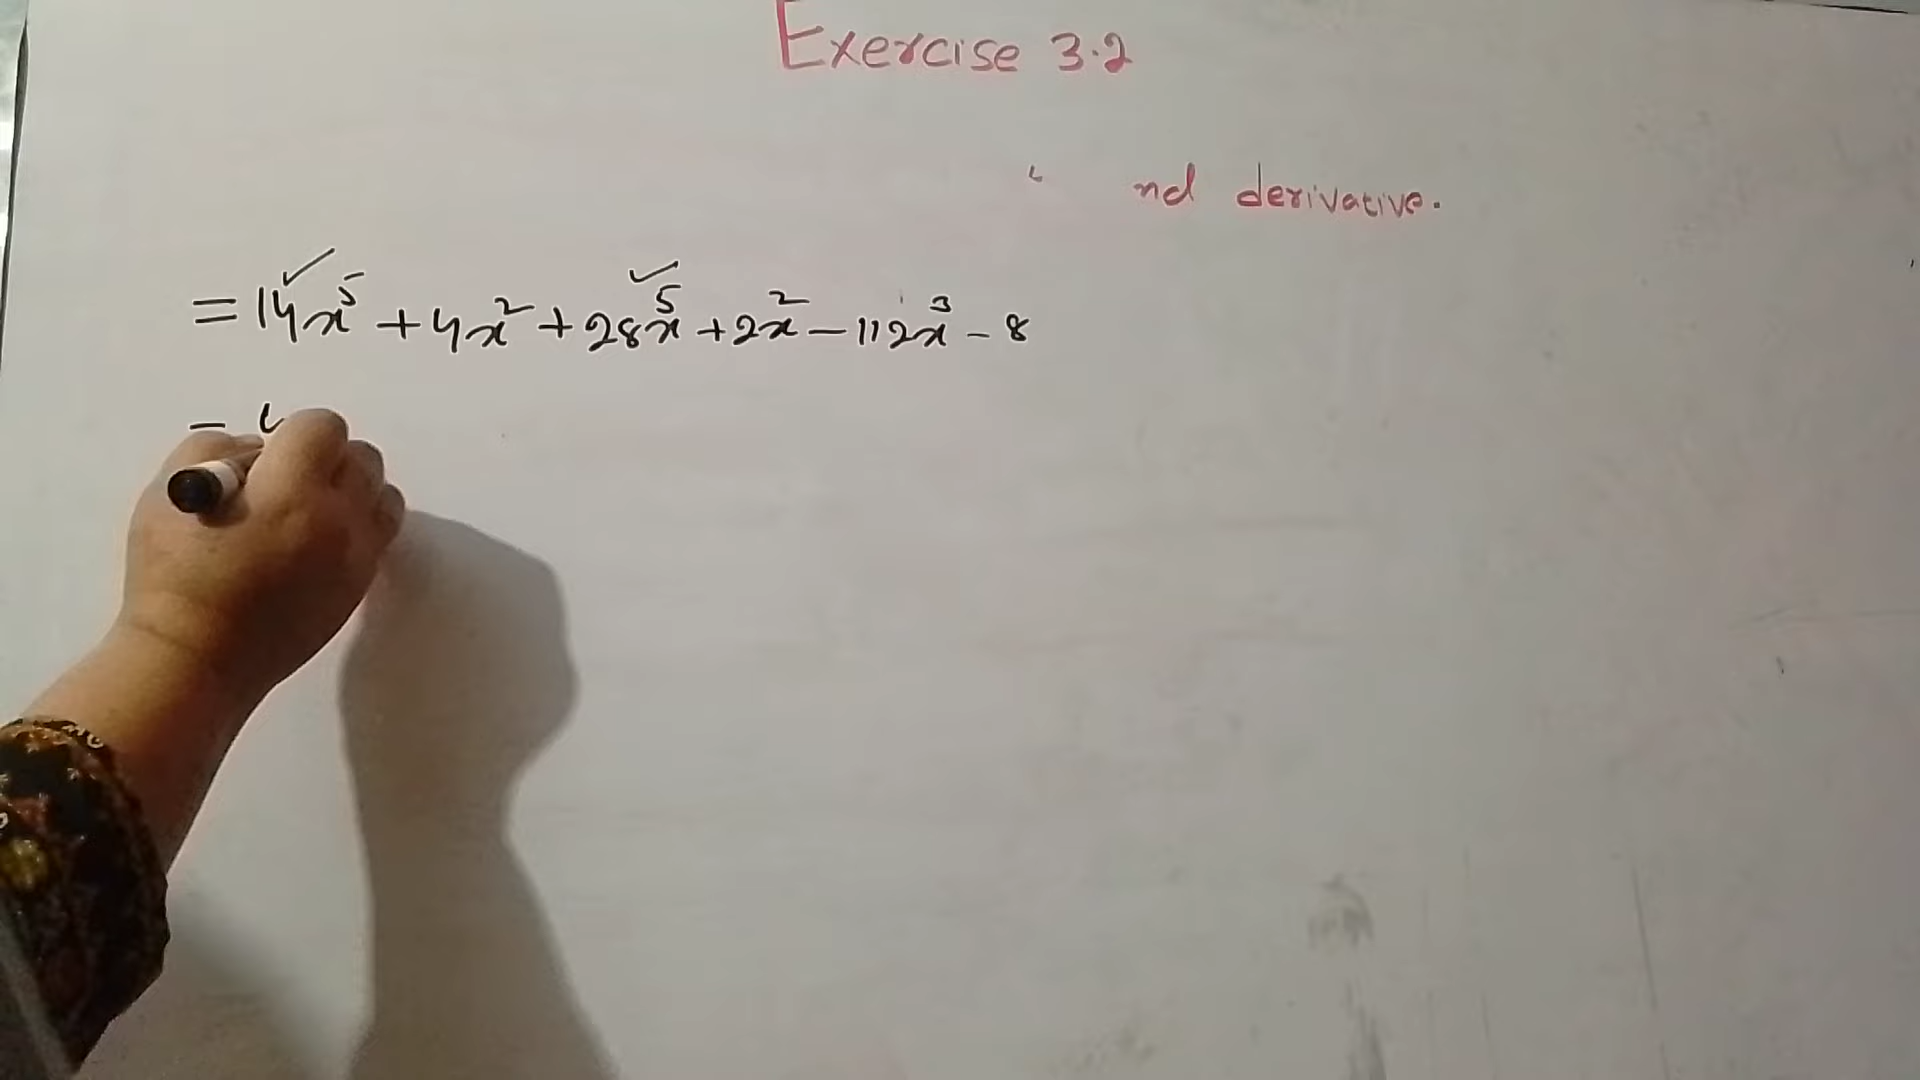 Exercise 3.2
nd derivative.
= 14x⁵ + 4x² + 28x⁵ + 2x² - 112x³ - 8